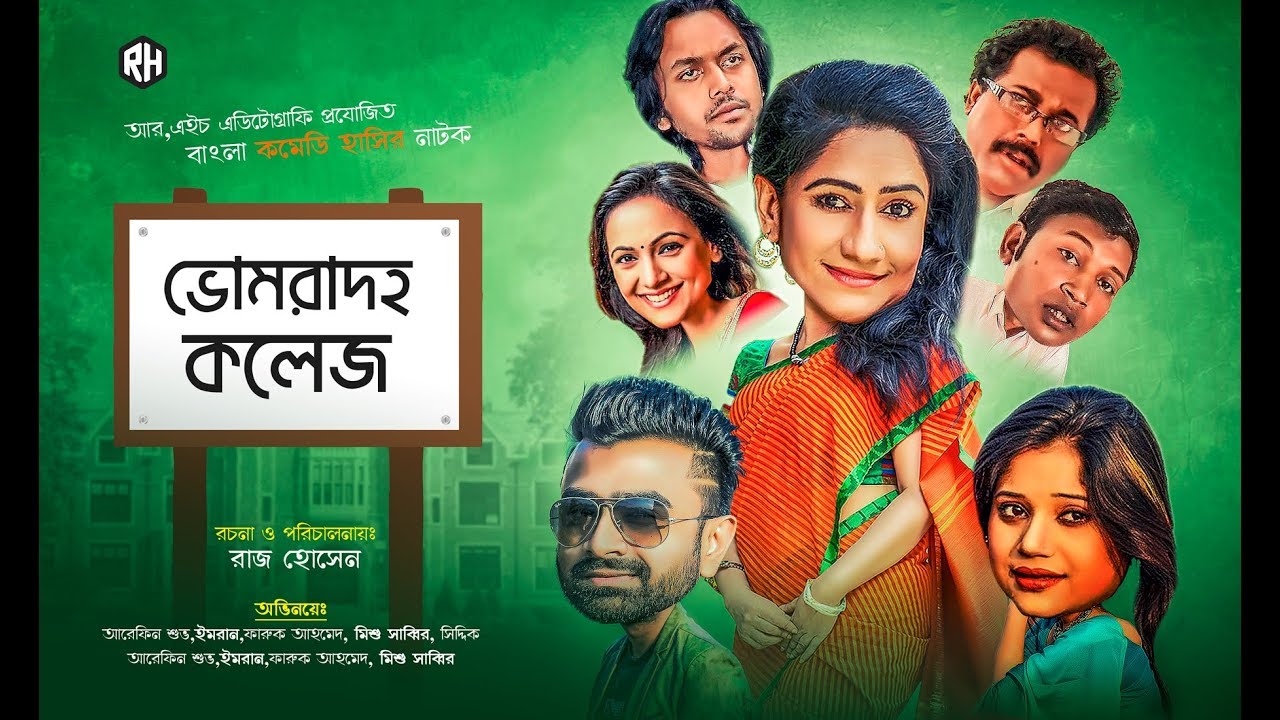 RH
আর,এইচ এডিটোগ্রাফি প্রযোজিত
বাংলা কমেডি হাসির নাটক
ভোমরাদহ
কলেজ
রচনা ও পরিচালনায়ঃ
রাজ হোসেন
অভিনয়েঃ
আরেফিন শুভ,ইমরান,ফারুক আহমেদ, মিশু সাব্বির, সিদ্দিক
আরেফিন শুভ,ইমরান,ফারুক আহমেদ, মিশু সাব্বির